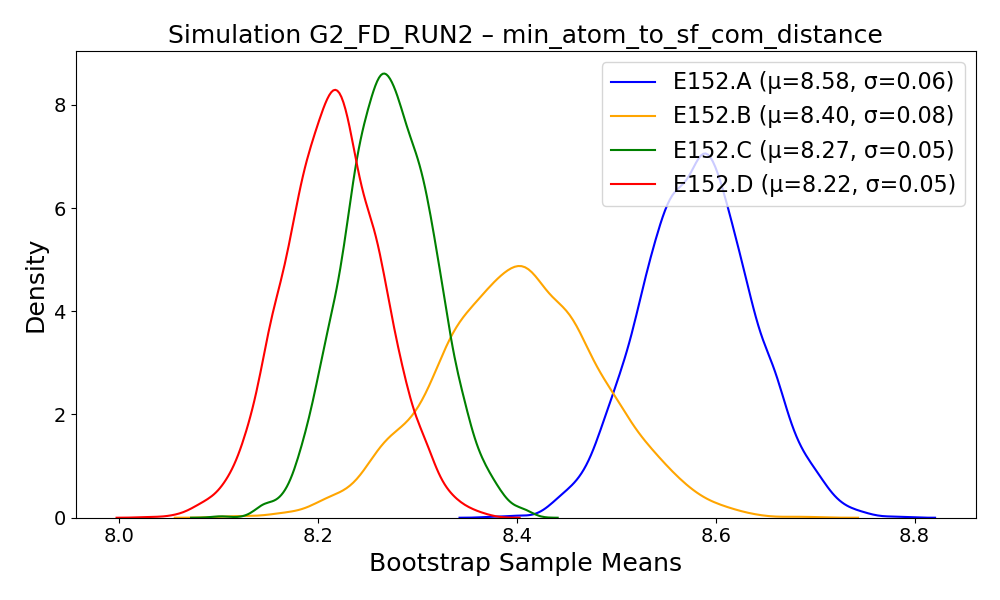 Simulation G2_FD_RUN2 – min_atom_to_sf_com_distance
E152.A (μ=8.58, σ=0.06)
E152.B (μ=8.40, σ=0.08)
E152.C (μ=8.27, σ=0.05)
E152.D (μ=8.22, σ=0.05)
Density
8
6
4
2
0
8.0 8.2 8.4 8.6 8.8
Bootstrap Sample Means